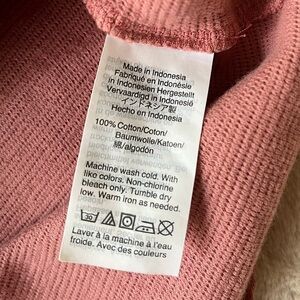 Made in Indonesia
Fabriqué en Indonésie
In Indonesien Hergestellt
Vervaardigd in Indonesië
インドネシア製
Hecho en Indonesia
100% Cotton/Coton/
Baumwolle/Katoen/
綿/algodón
Machine wash cold. With
like colors. Non-chlorine
bleach only. Tumble dry
low. Warm iron as needed.
30
Laver à la machine à l'eau
froide. Avec des couleurs